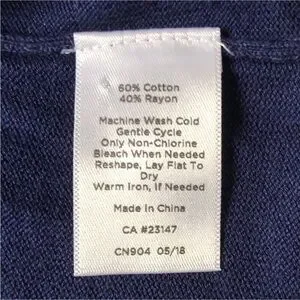 60% Cotton
40% Rayon
Machine Wash Cold
Gentle Cycle
Only Non-Chlorine
Bleach When Needed
Reshape, Lay Flat To
Dry
Warm Iron, If Needed
Made in China
CA #23147
CN904 05/18